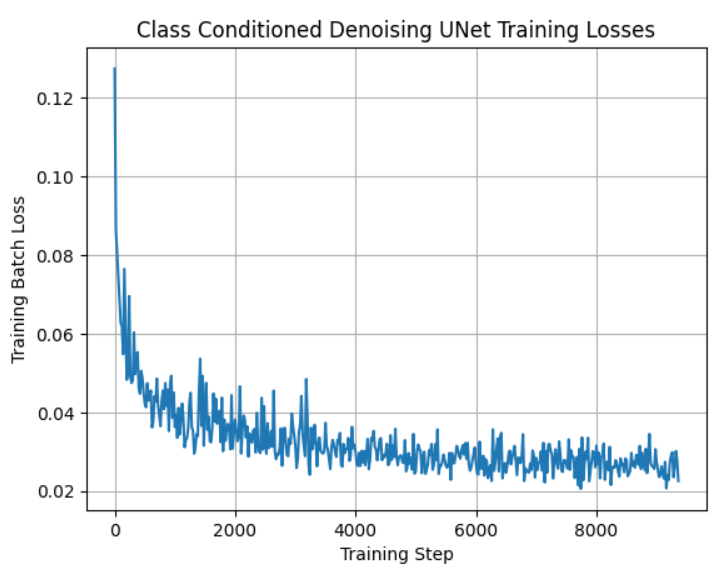 Class Conditioned Denoising UNet Training Losses
Training Batch Loss
0.12
0.10
0.08
0.06
0.04
0.02
0 2000 4000 6000 8000
Training Step